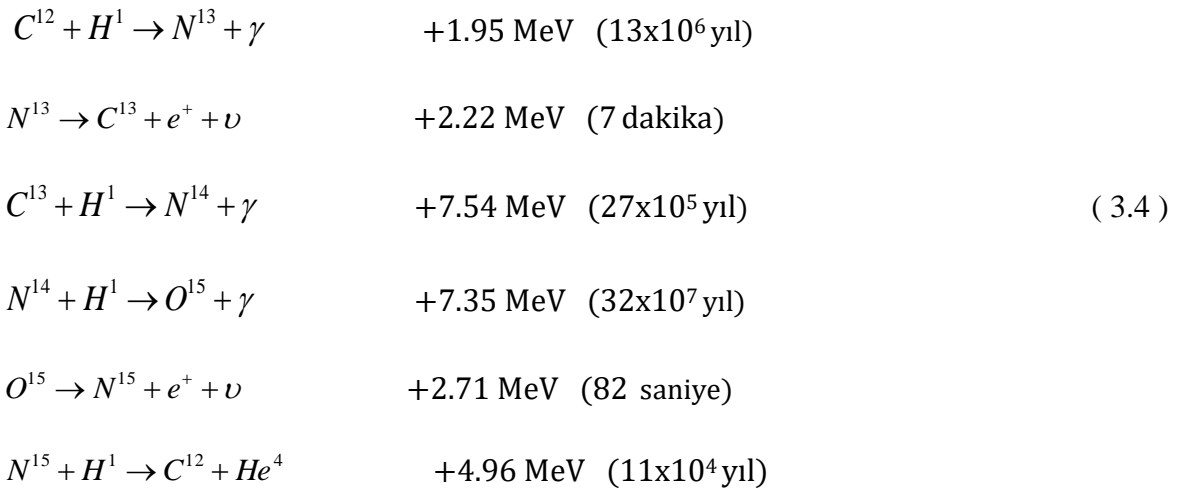 C¹² + H¹ → N¹³ + γ +1.95 MeV (13x10⁶ yıl)
N¹³ → C¹³ + e⁺ + υ +2.22 MeV (7 dakika)
C¹³ + H¹ → N¹⁴ + γ +7.54 MeV (27x10⁵ yıl) ( 3.4 )
N¹⁴ + H¹ → O¹⁵ + γ +7.35 MeV (32x10⁷ yıl)
O¹⁵ → N¹⁵ + e⁺ + υ +2.71 MeV (82 saniye)
N¹⁵ + H¹ → C¹² + He⁴ +4.96 MeV (11x10⁴ yıl)